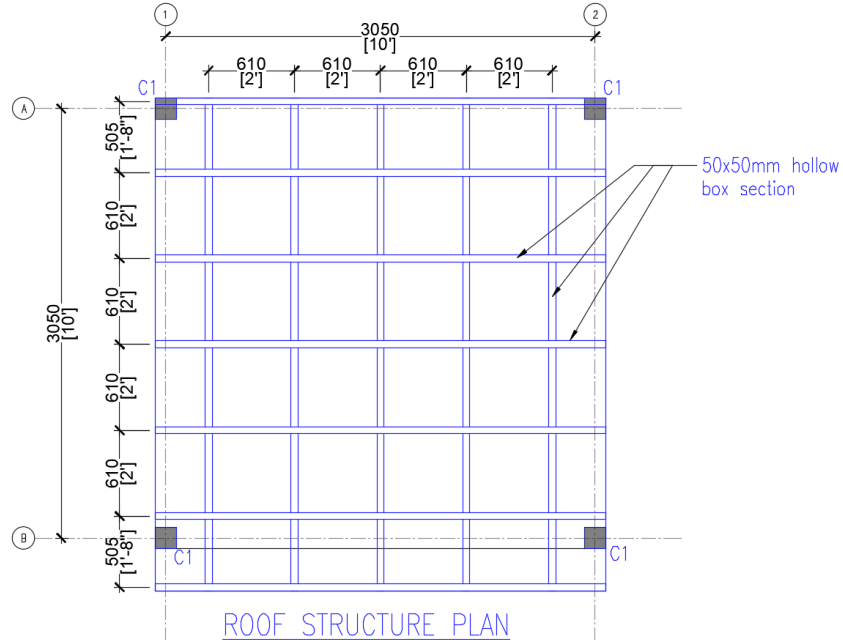 1
2
3050
[10']
610
[2']
610
[2']
610
[2']
610
[2']
C1
C1
A
505
[1'-8"]
50x50mm hollow
box section
610
[2']
610
[2']
3050
[10']
610
[2']
610
[2']
B
505
[1'-8"]
C1
C1
ROOF STRUCTURE PLAN